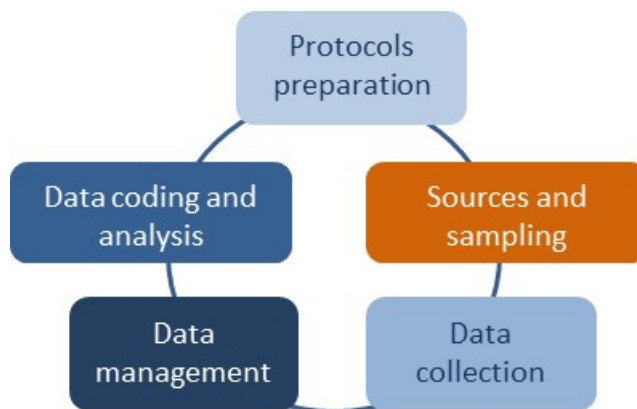 Protocols
preparation
Sources and
sampling
Data
collection
Data
management
Data coding and
analysis